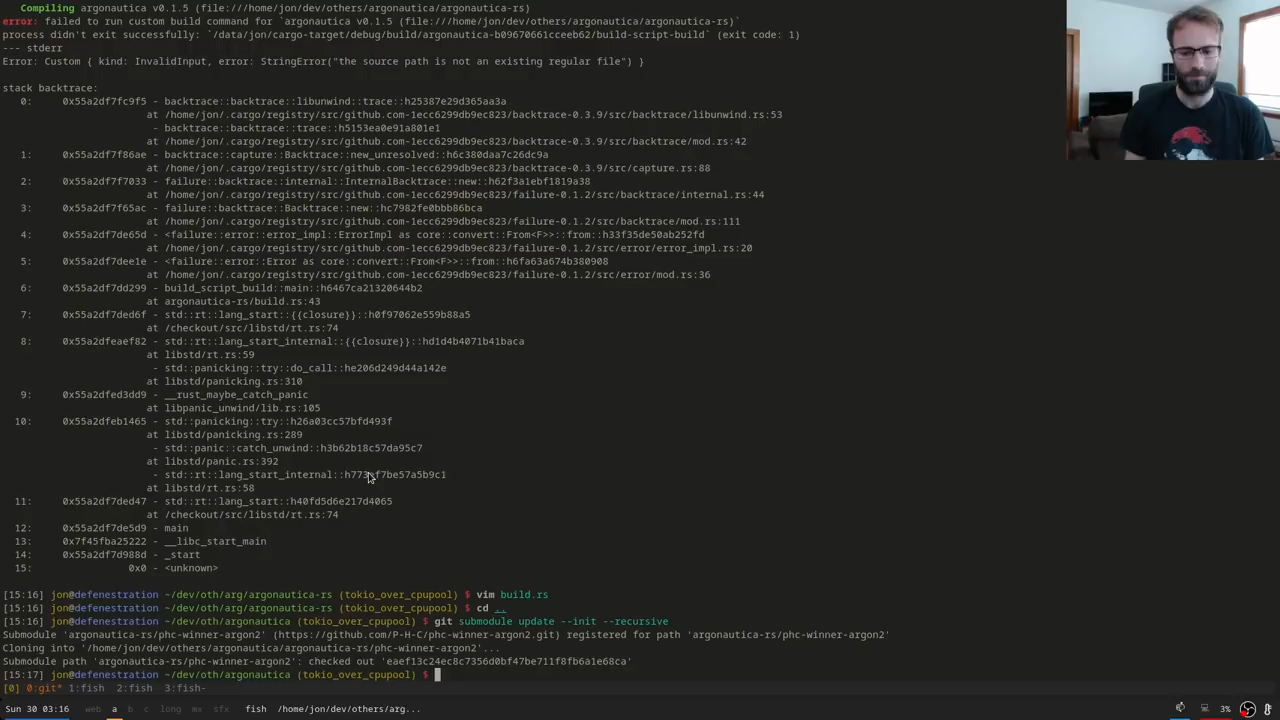 Compiling argonautica v0.1.5 (file:///home/jon/dev/others/argonautica/argonautica-rs)
error: failed to run custom build command for `argonautica v0.1.5 (file:///home/jon/dev/others/argonautica/argonautica-rs)`
process didn't exit successfully: `/data/jon/cargo-target/debug/build/argonautica-b09670661cceeb62/build-script-build` (exit code: 1)
--- stderr
Error: Custom { kind: InvalidInput, error: StringError("the source path is not an existing regular file") }
stack backtrace:
0: 0x55a2df7fc9f5 - backtrace::backtrace::libunwind::trace::h25387e29d365aa3a
at /home/jon/.cargo/registry/src/github.com-1ecc6299db9ec823/backtrace-0.3.9/src/backtrace/libunwind.rs:53
- backtrace::backtrace::trace::h5153ea0e91a801e1
at /home/jon/.cargo/registry/src/github.com-1ecc6299db9ec823/backtrace-0.3.9/src/backtrace/mod.rs:42
1: 0x55a2df7f86ae - backtrace::capture::Backtrace::new_unresolved::h6c380daa7c26dc9a
at /home/jon/.cargo/registry/src/github.com-1ecc6299db9ec823/backtrace-0.3.9/src/capture.rs:88
2: 0x55a2df7f7033 - failure::backtrace::internal::InternalBacktrace::new::h62f3a1ebf1819a38
at /home/jon/.cargo/registry/src/github.com-1ecc6299db9ec823/failure-0.1.2/src/backtrace/internal.rs:44
3: 0x55a2df7f65ac - failure::backtrace::Backtrace::new::hc7982fe0bbb86bca
at /home/jon/.cargo/registry/src/github.com-1ecc6299db9ec823/failure-0.1.2/src/backtrace/mod.rs:111
4: 0x55a2df7de65d - <failure::error::error_impl::ErrorImpl as core::convert::From<F>>::from::h33f35de50ab252fd
at /home/jon/.cargo/registry/src/github.com-1ecc6299db9ec823/failure-0.1.2/src/error/error_impl.rs:20
5: 0x55a2df7dee1e - <failure::error::Error as core::convert::From<F>>::from::h6fa63a674b380908
at /home/jon/.cargo/registry/src/github.com-1ecc6299db9ec823/failure-0.1.2/src/error/mod.rs:36
6: 0x55a2df7dd299 - build_script_build::main::h6467ca21320644b2
at argonautica-rs/build.rs:43
7: 0x55a2df7ded6f - std::rt::lang_start::{{closure}}::h0f97062e559b88a5
at /checkout/src/libstd/rt.rs:74
8: 0x55a2dfeaef82 - std::rt::lang_start_internal::{{closure}}::hd1d4b4071b41baca
at libstd/rt.rs:59
- std::panicking::try::do_call::he206d249d44a142e
at libstd/panicking.rs:310
9: 0x55a2dfed3dd9 - __rust_maybe_catch_panic
at libpanic_unwind/lib.rs:105
10: 0x55a2dfeb1465 - std::panicking::try::h26a03cc57bfd493f
at libstd/panicking.rs:289
- std::panic::catch_unwind::h3b62b18c57da95c7
at libstd/panic.rs:392
at libstd/rt.rs:58
11: 0x55a2df7ded47 - std::rt::lang_start::h40fd5d6e217d4065
at /checkout/src/libstd/rt.rs:74
12: 0x55a2df7de5d9 - main
13: 0x7f45fba25222 - __libc_start_main
14: 0x55a2df7d988d - _start
15: 0x0 - <unknown>
[15:16] jon@defenestration ~/dev/oth/arg/argonautica-rs (tokio_over_cpupool) $ vim build.rs
[15:16] jon@defenestration ~/dev/oth/arg/argonautica-rs (tokio_over_cpupool) $ cd ..
[15:16] jon@defenestration ~/dev/oth/argonautica (tokio_over_cpupool) $ git submodule update --init --recursive
Submodule 'argonautica-rs/phc-winner-argon2' (https://github.com/P-H-C/phc-winner-argon2.git) registered for path 'argonautica-rs/phc-winner-argon2'
Cloning into '/home/jon/dev/others/argonautica/argonautica-rs/phc-winner-argon2'...
Submodule path 'argonautica-rs/phc-winner-argon2': checked out 'eaef13c24ec8c7356d0bf47be711f8fb6a1e68ca'
[15:17] jon@defenestration ~/dev/oth/argonautica (tokio_over_cpupool) $
[0] 0:git* 1:fish 2:fish 3:fish-
Sun 30 03:16 web a b c long mx sfx fish /home/jon/dev/others/arg... 3%